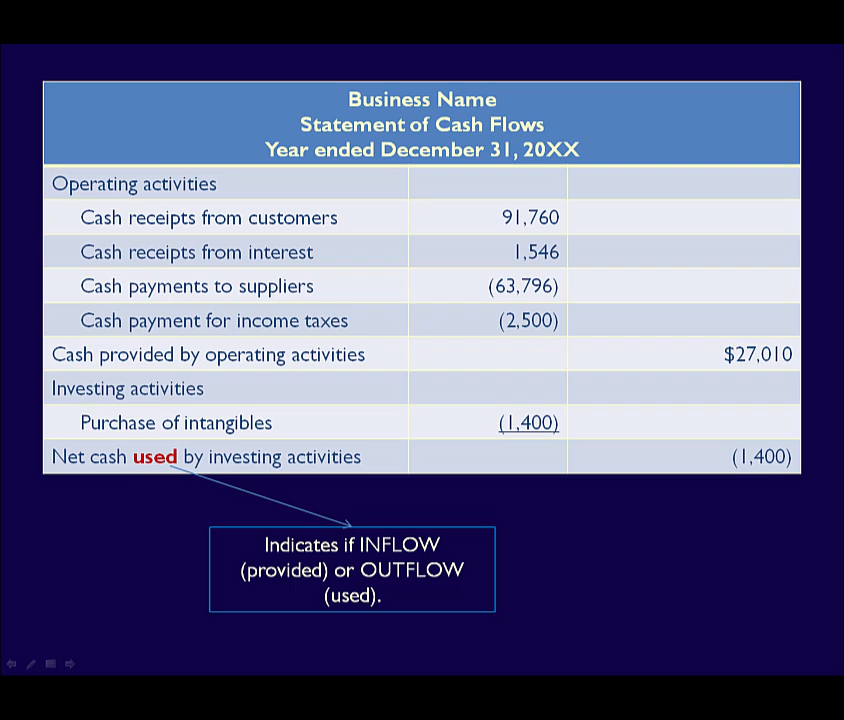 Business Name
Statement of Cash Flows
Year ended December 31, 20XX
Operating activities
Cash receipts from customers 91,760
Cash receipts from interest 1,546
Cash payments to suppliers (63,796)
Cash payment for income taxes (2,500)
Cash provided by operating activities $27,010
Investing activities
Purchase of intangibles (1,400)
Net cash used by investing activities (1,400)
Indicates if INFLOW
(provided) or OUTFLOW
(used).